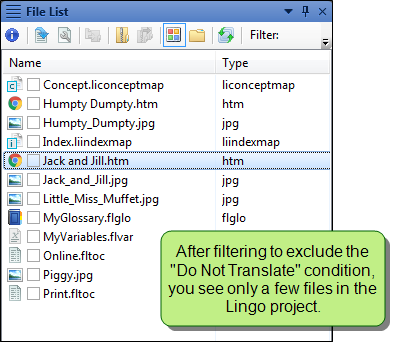 File List
Filter:
Name Type
Concept.liconceptmap liconceptmap
Humpty Dumpty.htm htm
Humpty_Dumpty.jpg jpg
Index.liindexmap liindexmap
Jack and Jill.htm htm
Jack_and_Jill.jpg jpg
Little_Miss_Muffet.jpg jpg
MyGlossary.flglo flglo
MyVariables.flvar
Online.fltoc
Piggy.jpg
Print.fltoc
After filtering to exclude the
"Do Not Translate" condition,
you see only a few files in the
Lingo project.